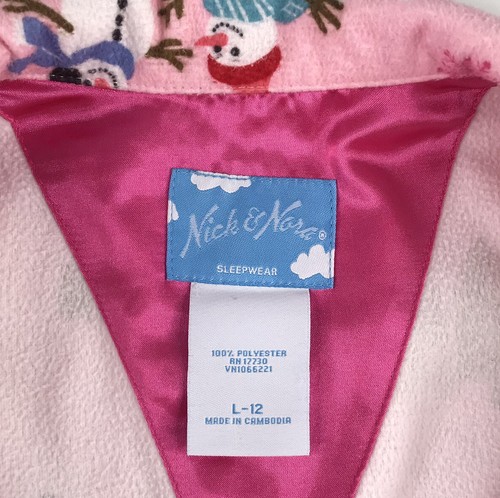 Nick & Nora®
SLEEPWEAR
100% POLYESTER
RN 17730
VN1066221
L-12
MADE IN CAMBODIA